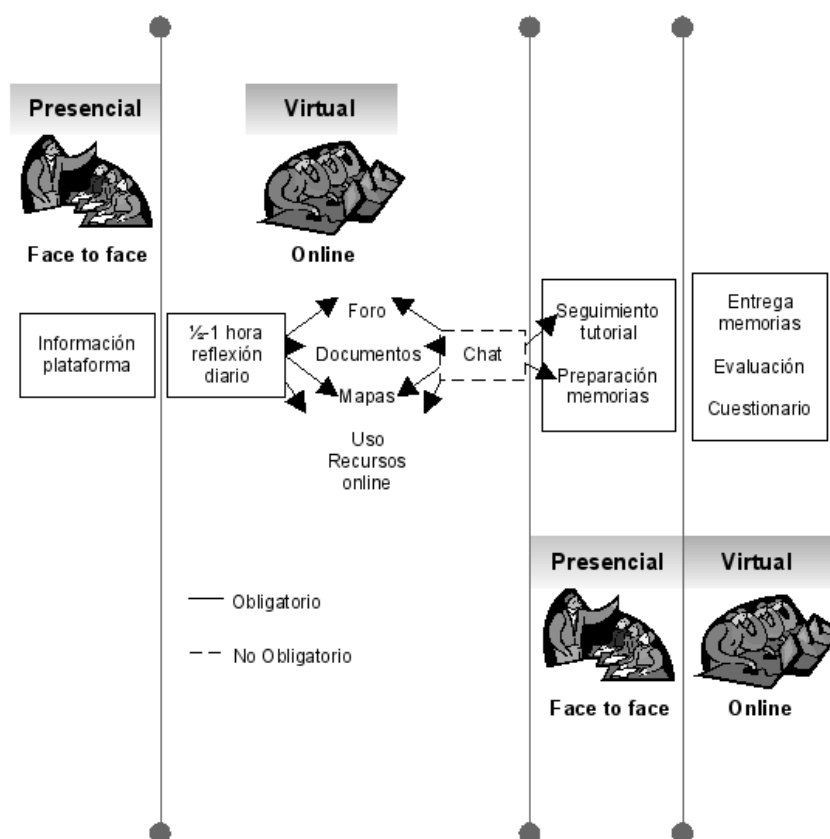 Presencial
Virtual
Face to face
Online
Información
plataforma
½-1 hora
reflexión
diario
Foro
Documentos
Mapas
Uso
Recursos
online
Chat
Seguimiento
tutorial
Preparación
memorias
Entrega
memorias
Evaluación
Cuestionario
Obligatorio
No Obligatorio
Presencial
Virtual
Face to face
Online